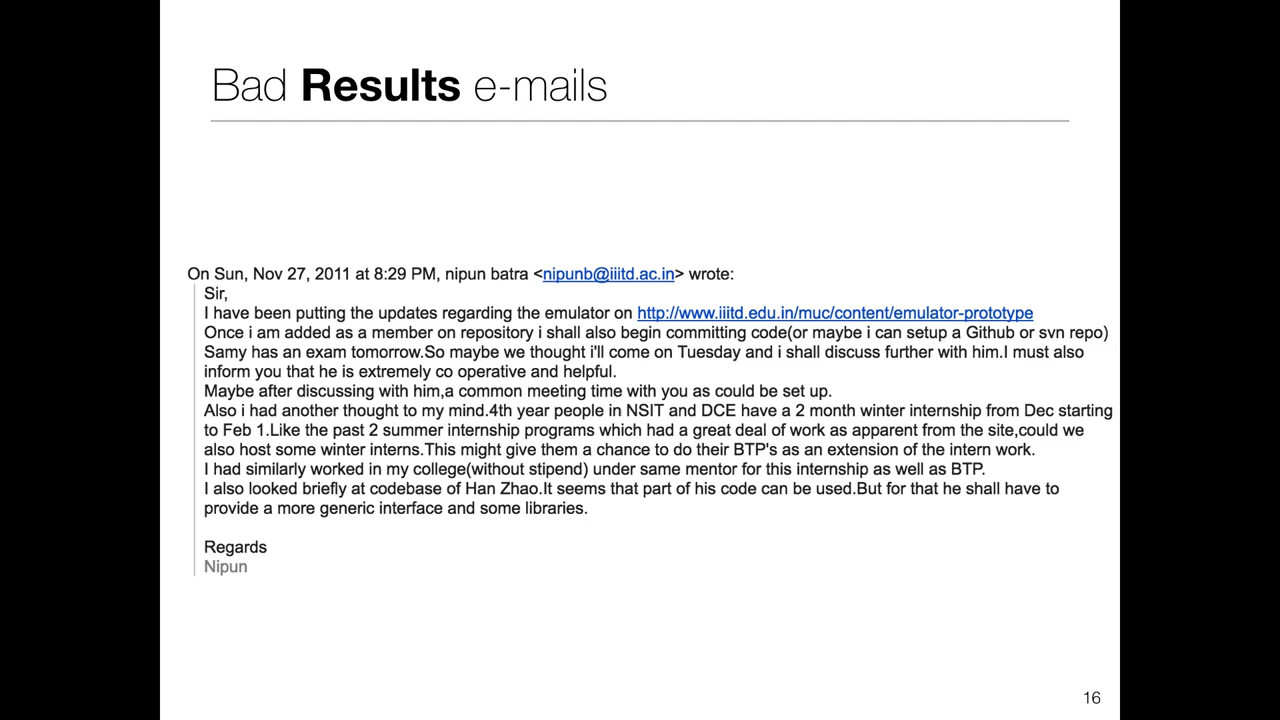 Bad Results e-mails
On Sun, Nov 27, 2011 at 8:29 PM, nipun batra <nipunb@iiitd.ac.in> wrote:
Sir,
I have been putting the updates regarding the emulator on http://www.iiitd.edu.in/muc/content/emulator-prototype
Once i am added as a member on repository i shall also begin committing code(or maybe i can setup a Github or svn repo)
Samy has an exam tomorrow.So maybe we thought i'll come on Tuesday and i shall discuss further with him.I must also
inform you that he is extremely co operative and helpful.
Maybe after discussing with him,a common meeting time with you as could be set up.
Also i had another thought to my mind.4th year people in NSIT and DCE have a 2 month winter internship from Dec starting
to Feb 1.Like the past 2 summer internship programs which had a great deal of work as apparent from the site,could we
also host some winter interns.This might give them a chance to do their BTP's as an extension of the intern work.
I had similarly worked in my college(without stipend) under same mentor for this internship as well as BTP.
I also looked briefly at codebase of Han Zhao.It seems that part of his code can be used.But for that he shall have to
provide a more generic interface and some libraries.
Regards
Nipun
16